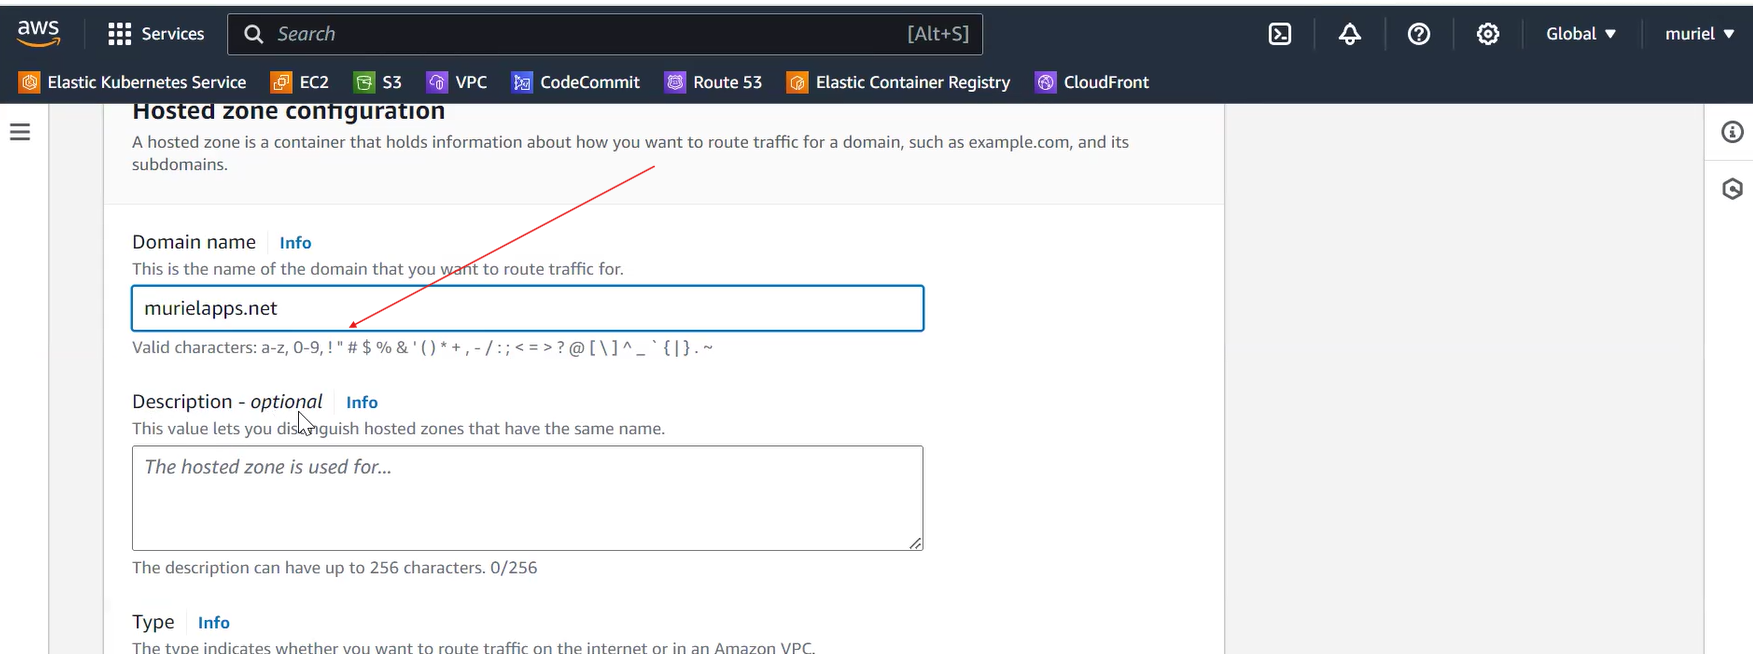 aws Services Search [Alt+S] Global ▼ muriel ▼
Elastic Kubernetes Service EC2 S3 VPC CodeCommit Route 53 Elastic Container Registry CloudFront
Hosted zone configuration
A hosted zone is a container that holds information about how you want to route traffic for a domain, such as example.com, and its
subdomains.
Domain name Info
This is the name of the domain that you want to route traffic for.
murielapps.net
Valid characters: a-z, 0-9, ! " # $ % & ' ( ) * + , - / : ; < = > ? @ [ \ ] ^ _ ` { | } . ~
Description - optional Info
This value lets you distinguish hosted zones that have the same name.
The hosted zone is used for...
The description can have up to 256 characters. 0/256
Type Info
The type indicates whether you want to route traffic on the internet or in an Amazon VPC.